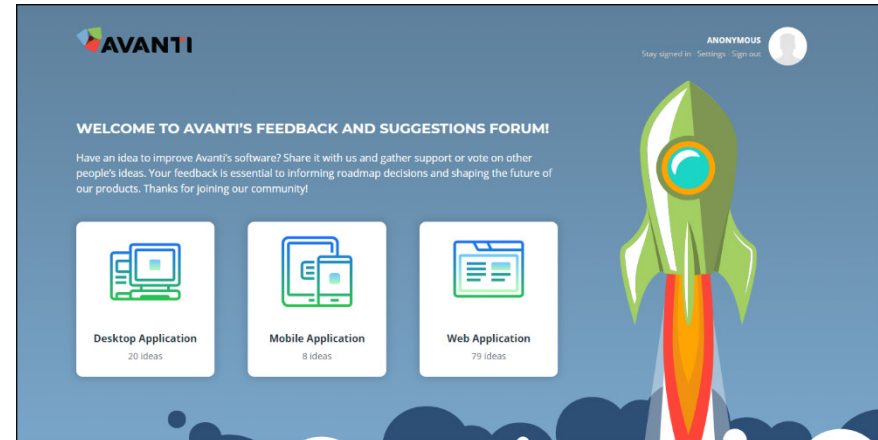 AVANTI
ANONYMOUS
Stay signed in · Settings · Sign out
WELCOME TO AVANTI'S FEEDBACK AND SUGGESTIONS FORUM!
Have an idea to improve Avanti's software? Share it with us and gather support or vote on other
people's ideas. Your feedback is essential to informing roadmap decisions and shaping the future of
our products. Thanks for joining our community!
Desktop Application
20 ideas
Mobile Application
8 ideas
Web Application
79 ideas